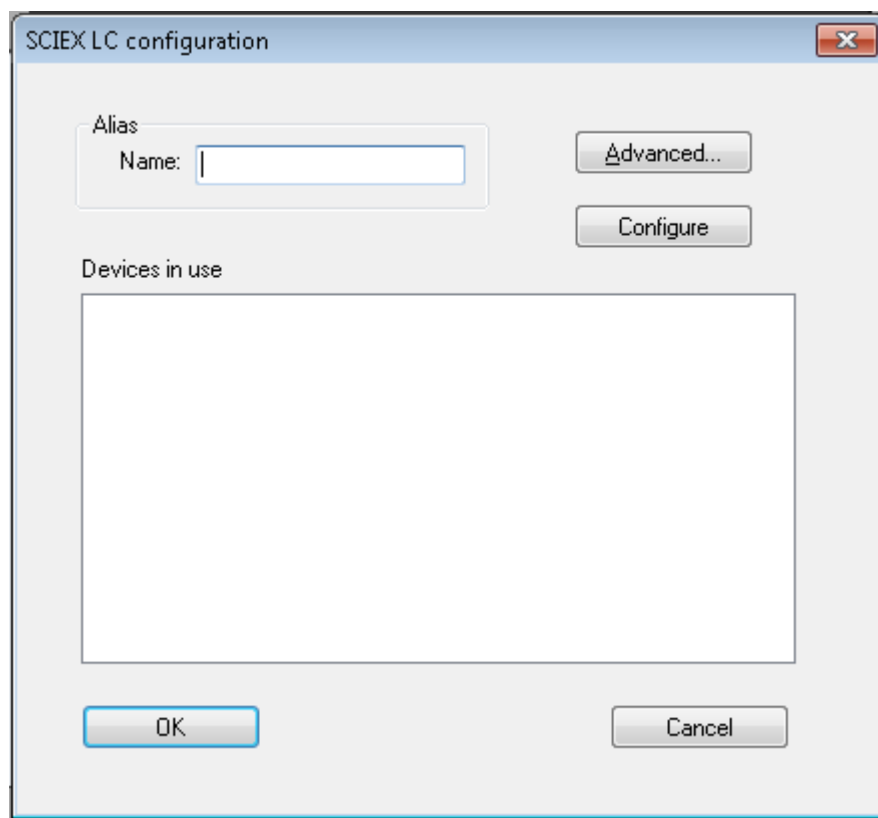 SCIEX LC configuration
Alias
Name:
Advanced...
Configure
Devices in use
OK
Cancel